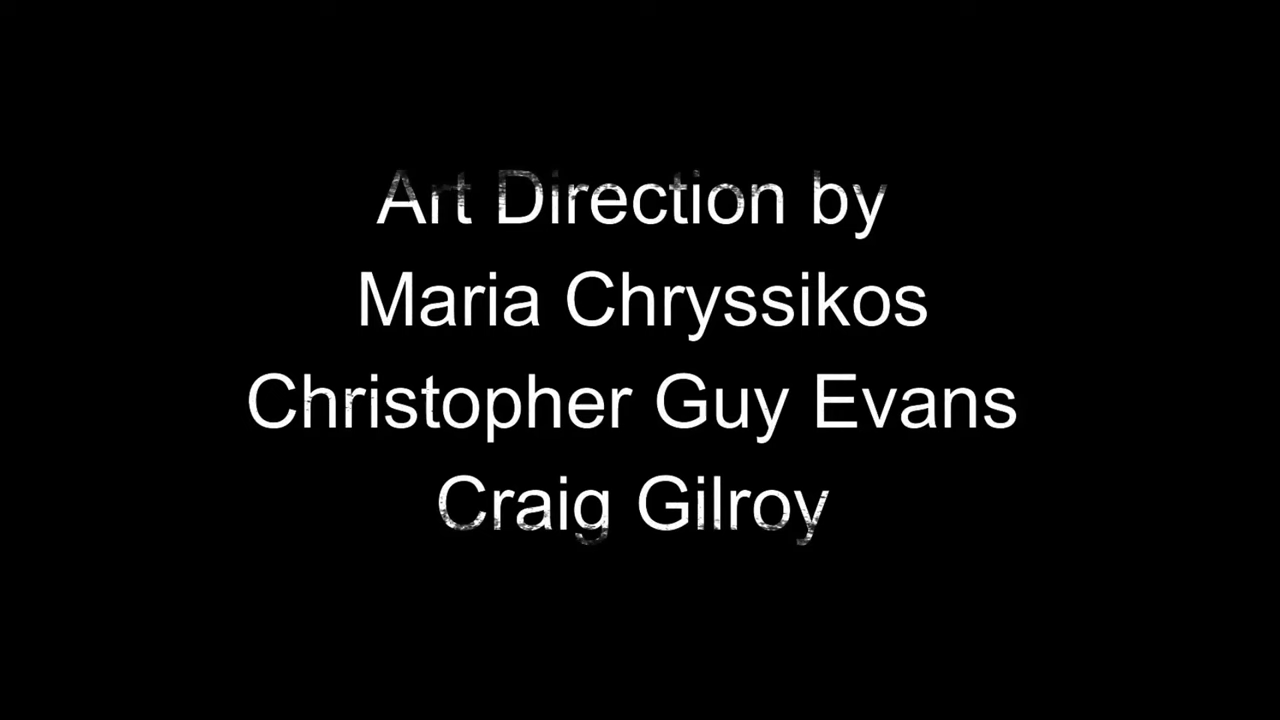 Art Direction by
Maria Chryssikos
Christopher Guy Evans
Craig Gilroy